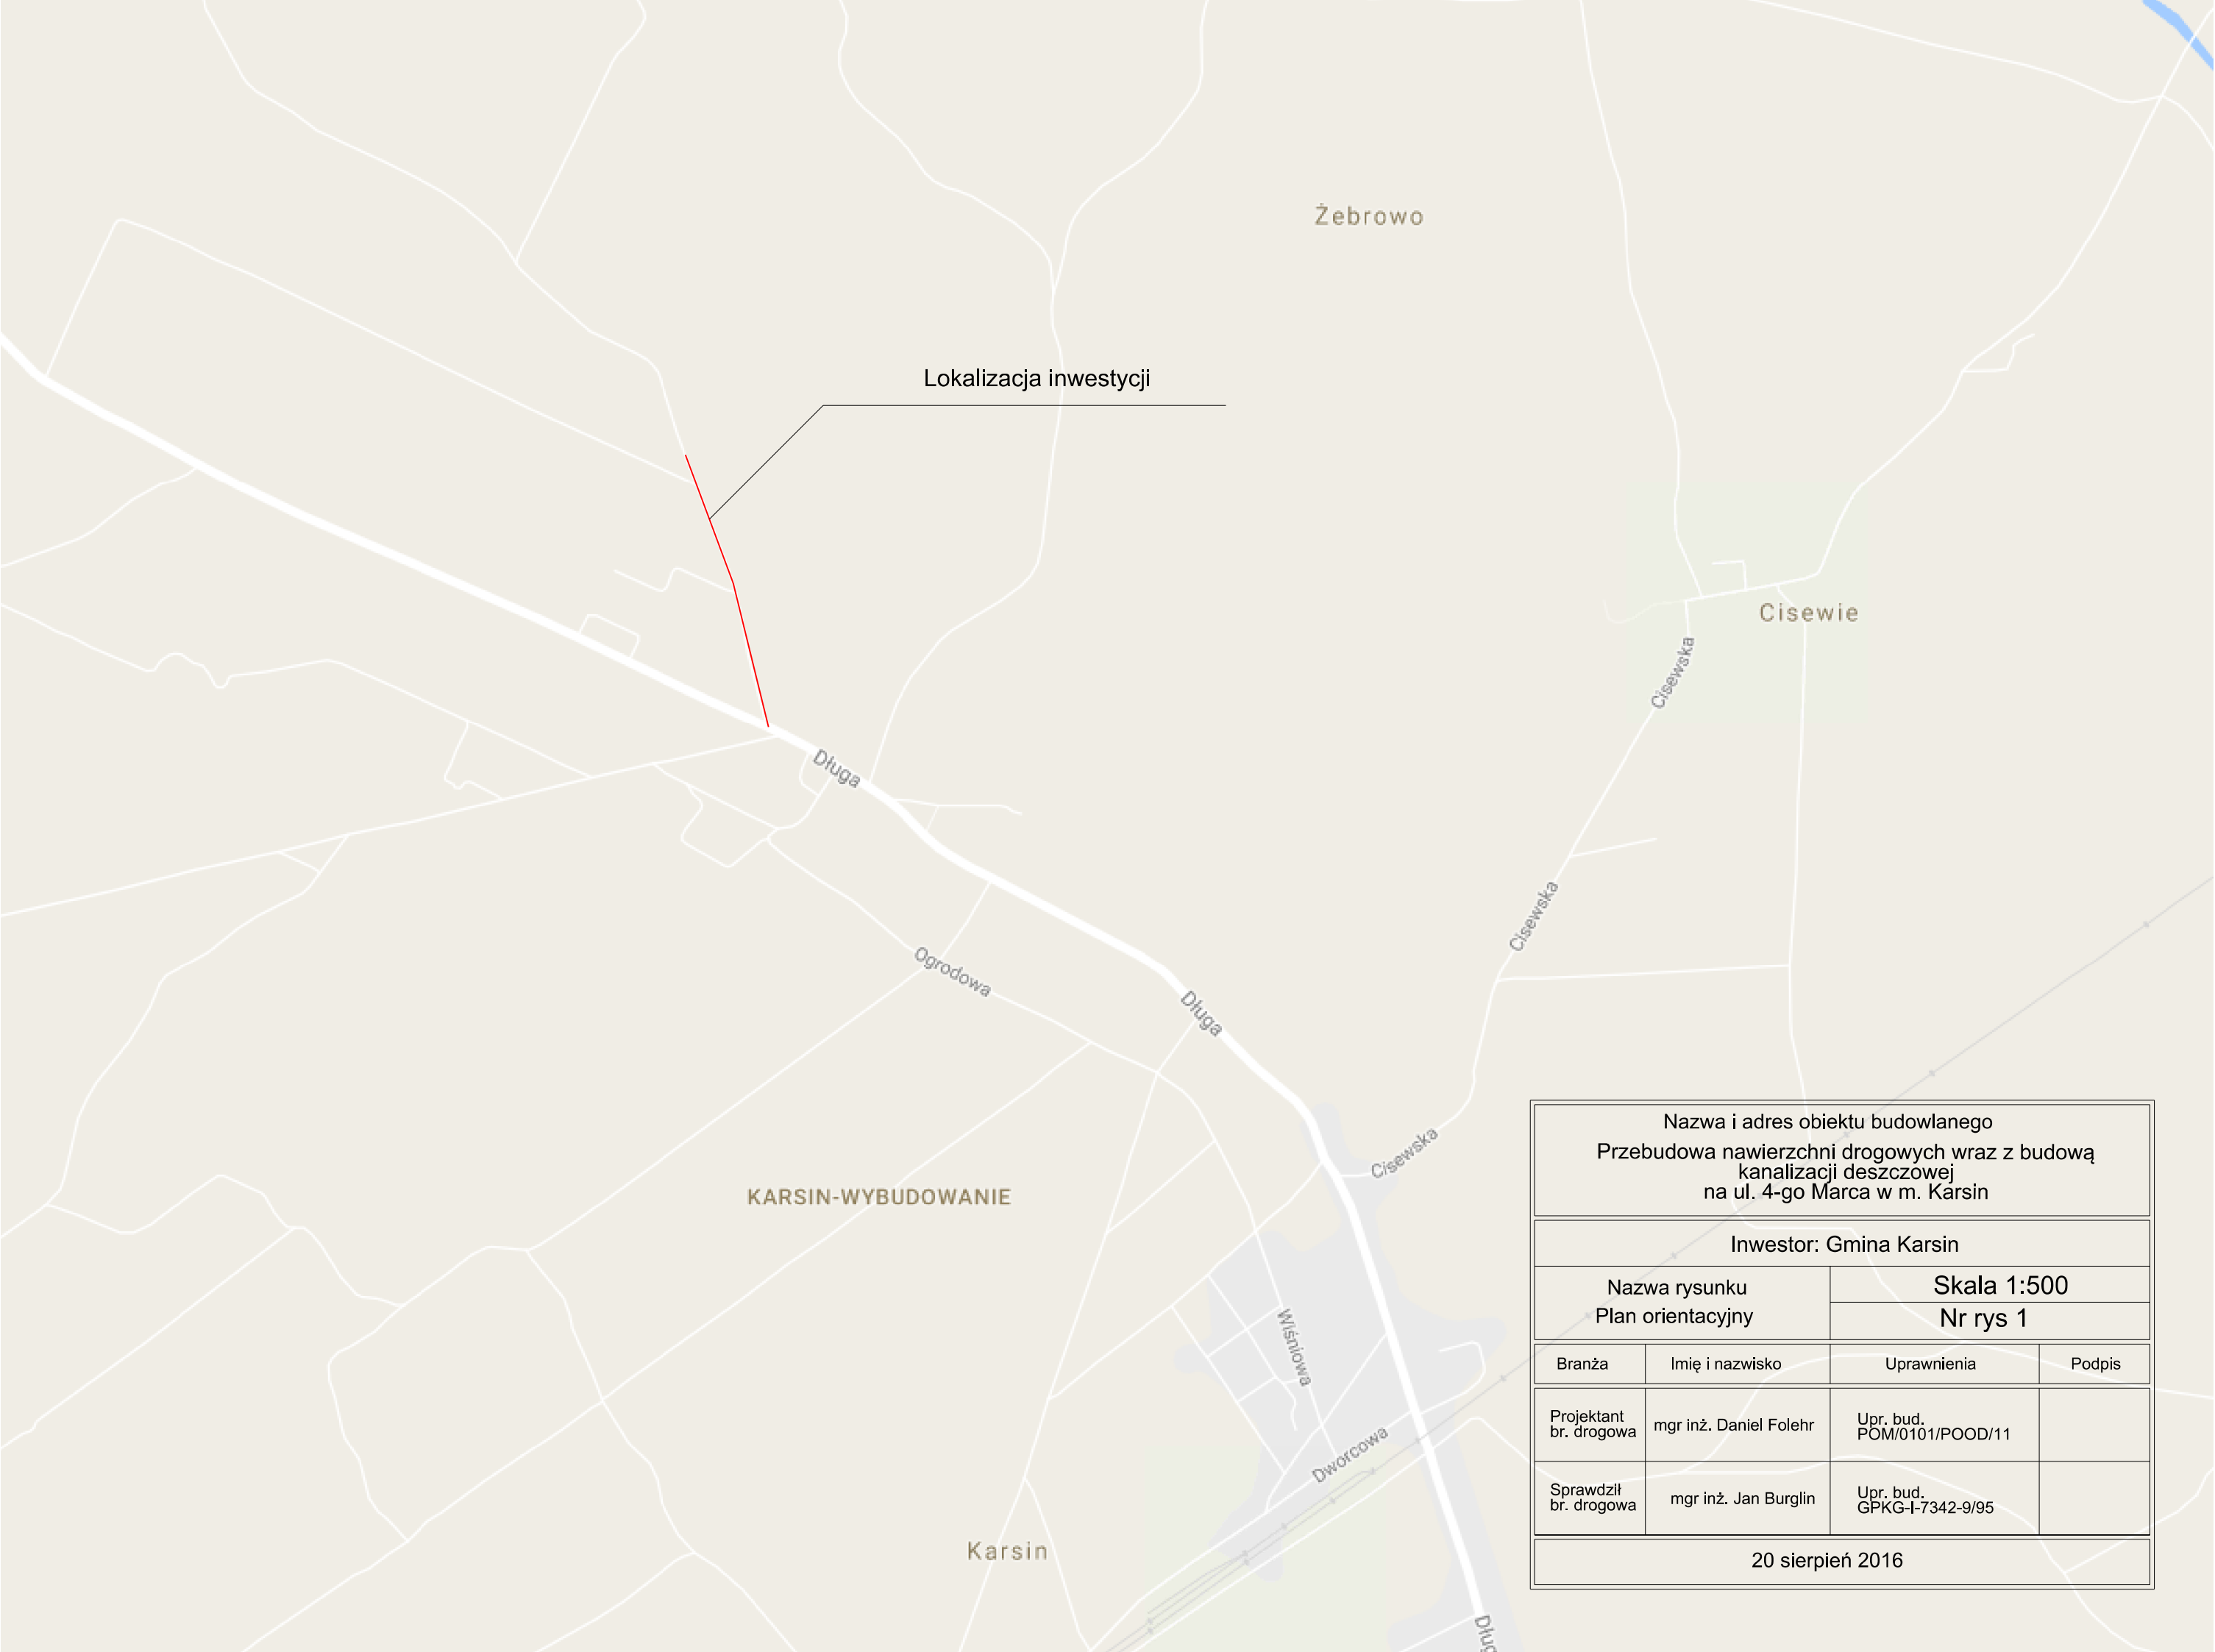 Żebrowo
Lokalizacja inwestycji
Cisewie
Cisewska
Długa
Cisewska
Ogrodowa
Długa
Cisewska
KARSIN-WYBUDOWANIE
Wiśniowa
Dworcowa
Karsin
Dług
Nazwa i adres obiektu budowlanego
Przebudowa nawierzchni drogowych wraz z budową
kanalizacji deszczowej
na ul. 4-go Marca w m. Karsin
Inwestor: Gmina Karsin
Nazwa rysunku
Plan orientacyjny
Skala 1:500
Nr rys 1
Branża Imię i nazwisko Uprawnienia Podpis
Projektant
br. drogowa
mgr inż. Daniel Folehr
Upr. bud.
POM/0101/POOD/11
Sprawdził
br. drogowa
mgr inż. Jan Burglin
Upr. bud.
GPKG-I-7342-9/95
20 sierpień 2016